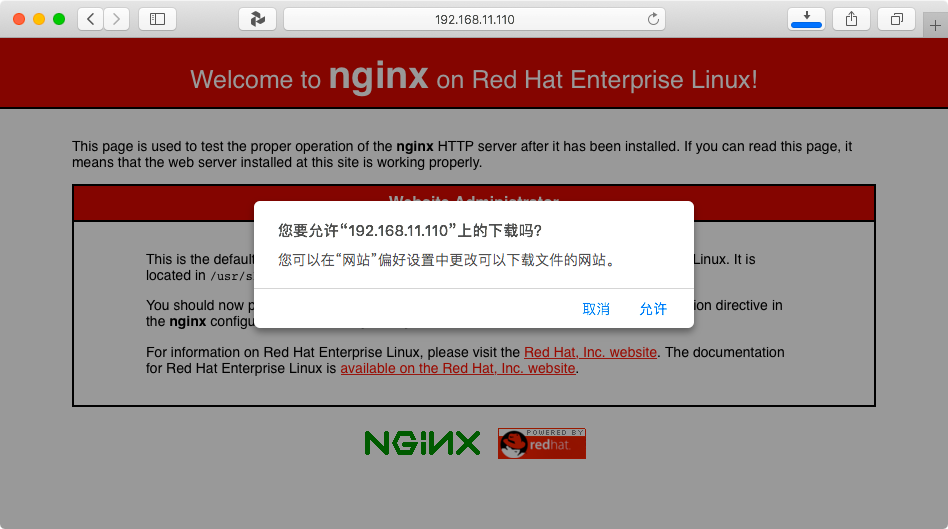 192.168.11.110
Welcome to nginx on Red Hat Enterprise Linux!
This page is used to test the proper operation of the nginx HTTP server after it has been installed. If you can read this page, it
means that the web server installed at this site is working properly.
Website Administrator
您要允许“192.168.11.110”上的下载吗?
您可以在“网站”偏好设置中更改可以下载文件的网站。
取消 允许
This is the default Linux. It is
located in /usr/s
You should now directive in
the nginx
For information on Red Hat Enterprise Linux, please visit the Red Hat, Inc. website. The documentation
for Red Hat Enterprise Linux is available on the Red Hat, Inc. website.
NGINX
POWERED BY
redhat.